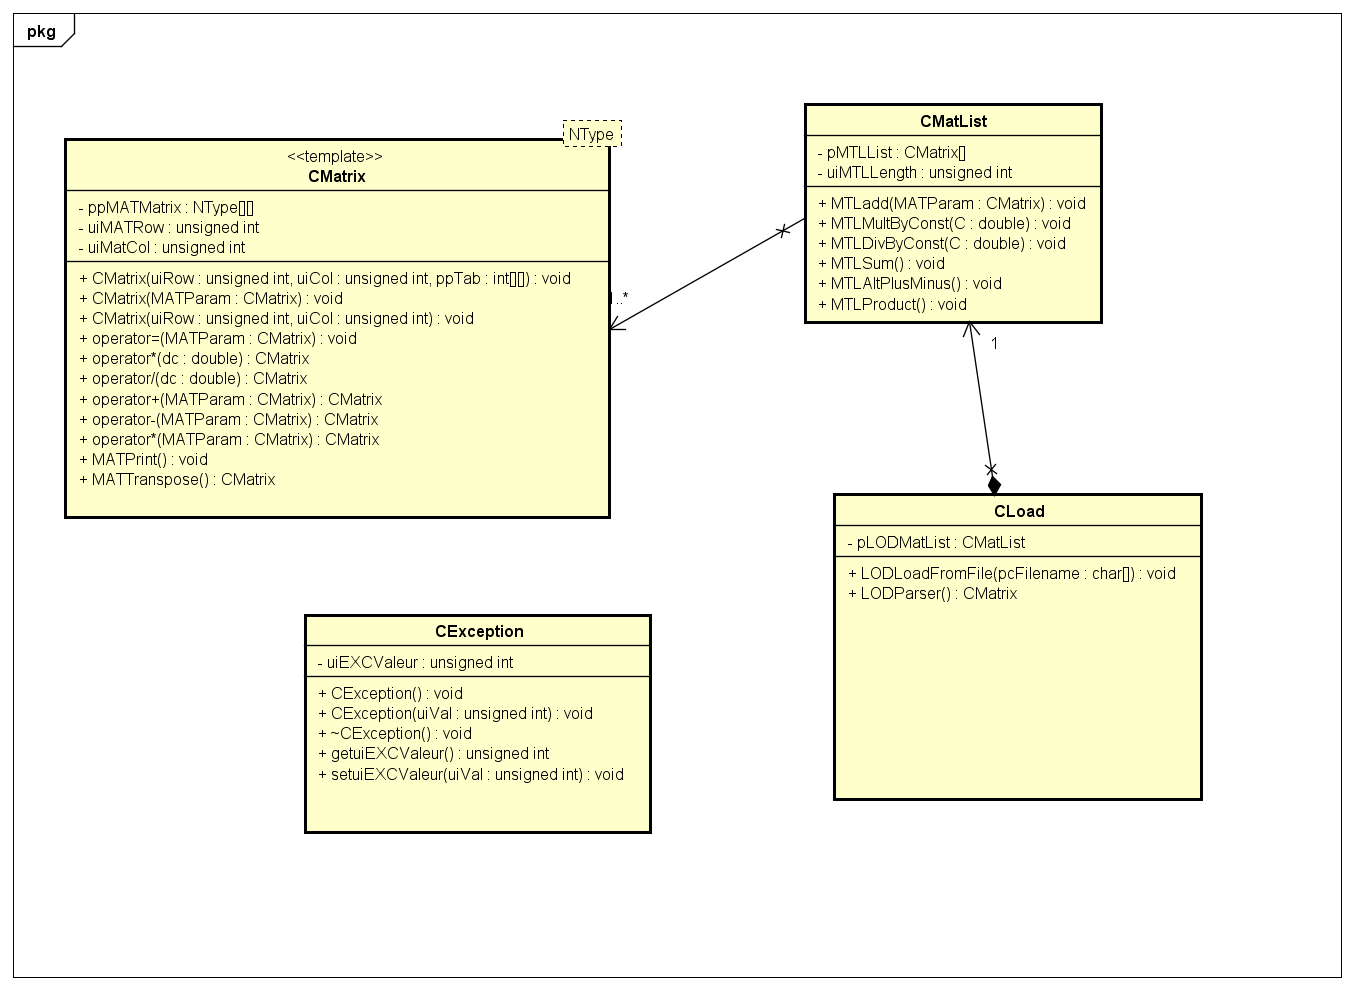 pkg
NType
<<template>>
CMatrix
- ppMATMatrix : NType[][]
- uiMATRow : unsigned int
- uiMatCol : unsigned int
+ CMatrix(uiRow : unsigned int, uiCol : unsigned int, ppTab : int[][]) : void
+ CMatrix(MATParam : CMatrix) : void
+ CMatrix(uiRow : unsigned int, uiCol : unsigned int) : void
+ operator=(MATParam : CMatrix) : void
+ operator*(dc : double) : CMatrix
+ operator/(dc : double) : CMatrix
+ operator+(MATParam : CMatrix) : CMatrix
+ operator-(MATParam : CMatrix) : CMatrix
+ operator*(MATParam : CMatrix) : CMatrix
+ MATPrint() : void
+ MATTranspose() : CMatrix
1..*
CMatList
- pMTLList : CMatrix[]
- uiMTLLength : unsigned int
+ MTLadd(MATParam : CMatrix) : void
+ MTLMultByConst(C : double) : void
+ MTLDivByConst(C : double) : void
+ MTLSum() : void
+ MTLAltPlusMinus() : void
+ MTLProduct() : void
1
CLoad
- pLODMatList : CMatList
+ LODLoadFromFile(pcFilename : char[]) : void
+ LODParser() : CMatrix
CException
- uiEXCValeur : unsigned int
+ CException() : void
+ CException(uiVal : unsigned int) : void
+ ~CException() : void
+ getuiEXCValeur() : unsigned int
+ setuiEXCValeur(uiVal : unsigned int) : void